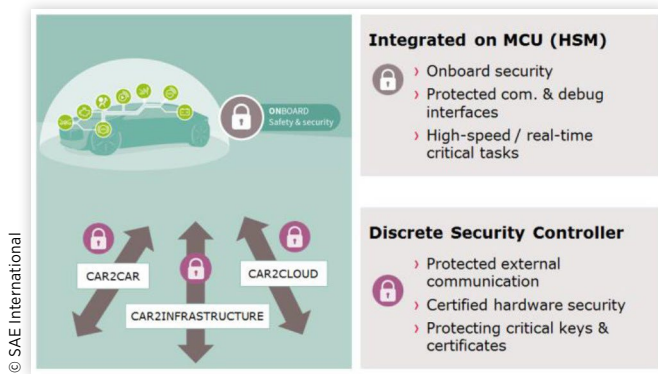 ONBOARD
Safety & security
CAR2CAR
CAR2CLOUD
CAR2INFRASTRUCTURE
Integrated on MCU (HSM)
› Onboard security
› Protected com. & debug
interfaces
› High-speed / real-time
critical tasks
Discrete Security Controller
› Protected external
communication
› Certified hardware security
› Protecting critical keys &
certificates
© SAE International